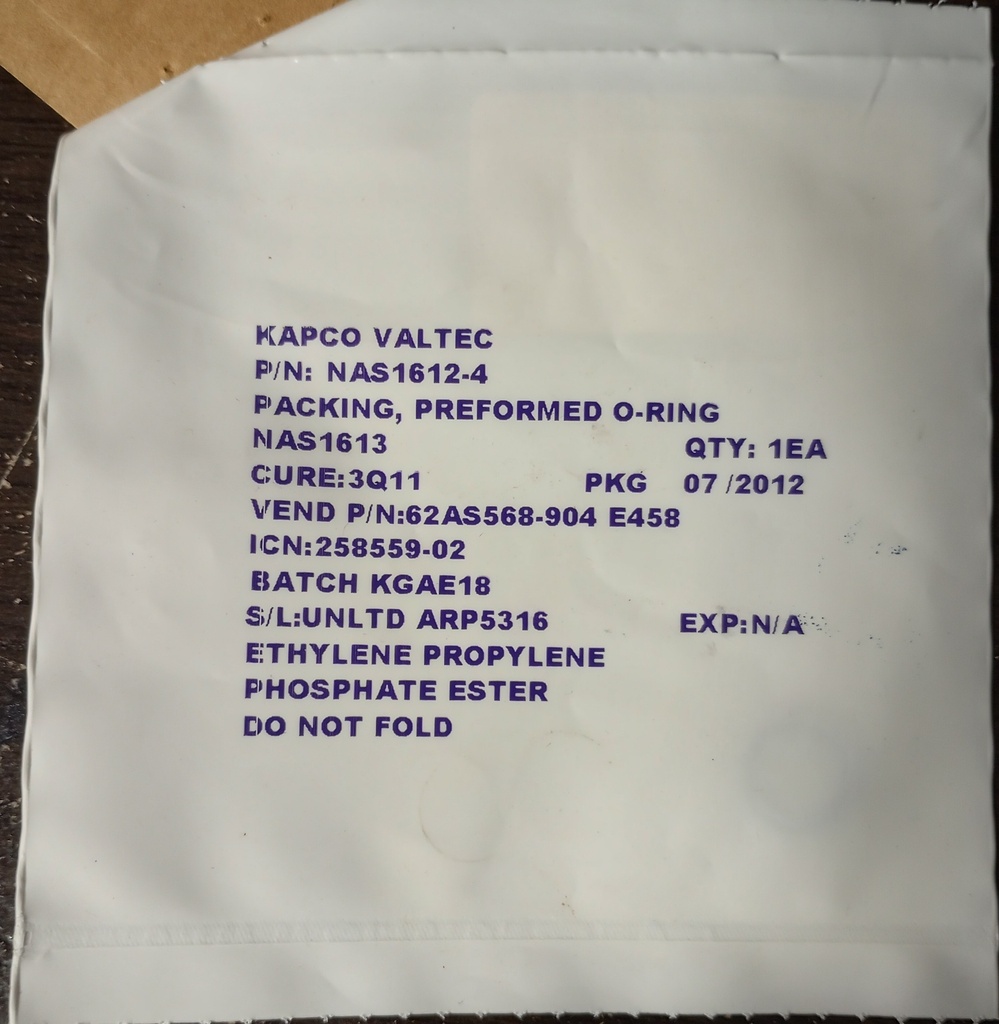 KAPCO VALTEC
P/N: NAS1612-4
PACKING, PREFORMED O-RING
NAS1613 QTY: 1EA
CURE:3Q11 PKG 07/2012
VEND P/N:62AS568-904 E458
ICN:258559-02
BATCH KGAE18
S/L:UNLTD ARP5316 EXP:N/A
ETHYLENE PROPYLENE
PHOSPHATE ESTER
DO NOT FOLD